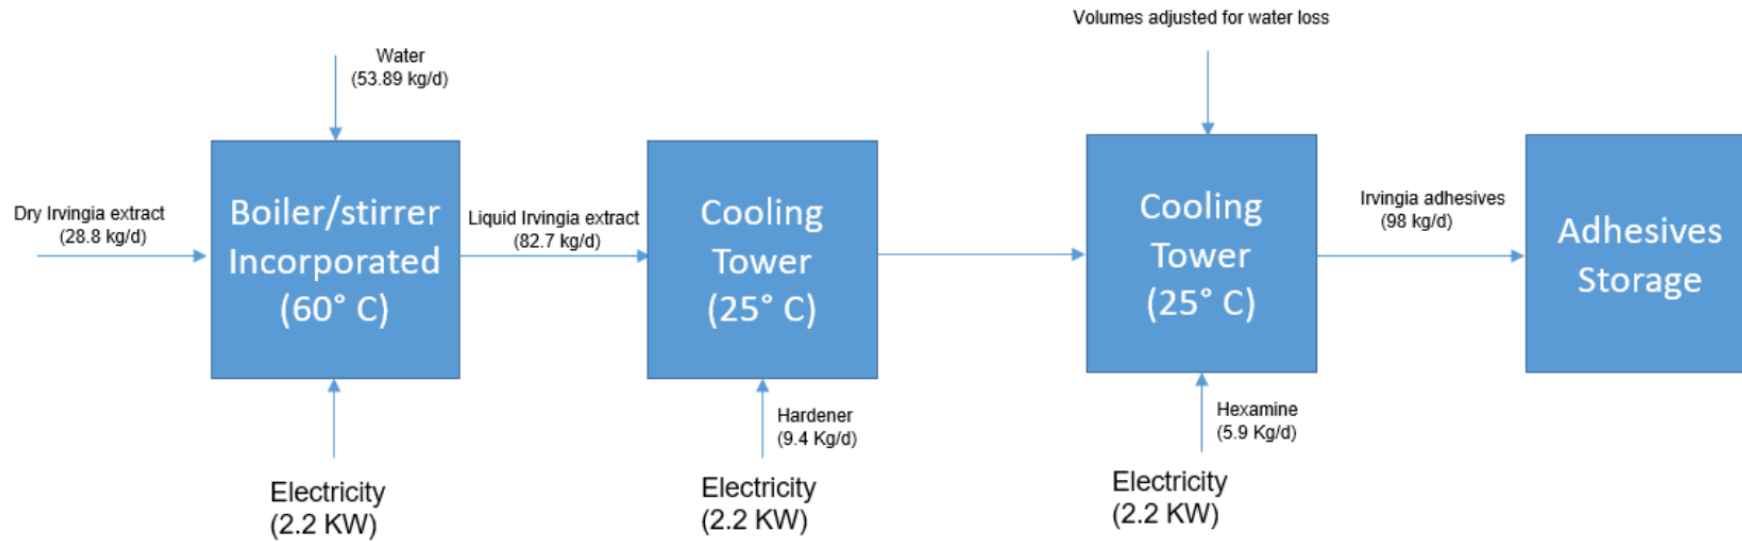 Volumes adjusted for water loss
Water
(53.89 kg/d)
Dry Irvingia extract
(28.8 kg/d)
Boiler/stirrer
Incorporated
(60° C)
Liquid Irvingia extract
(82.7 kg/d)
Cooling
Tower
(25° C)
Cooling
Tower
(25° C)
Irvingia adhesives
(98 kg/d)
Adhesives
Storage
Hardener
(9.4 Kg/d)
Hexamine
(5.9 Kg/d)
Electricity
(2.2 KW)
Electricity
(2.2 KW)
Electricity
(2.2 KW)